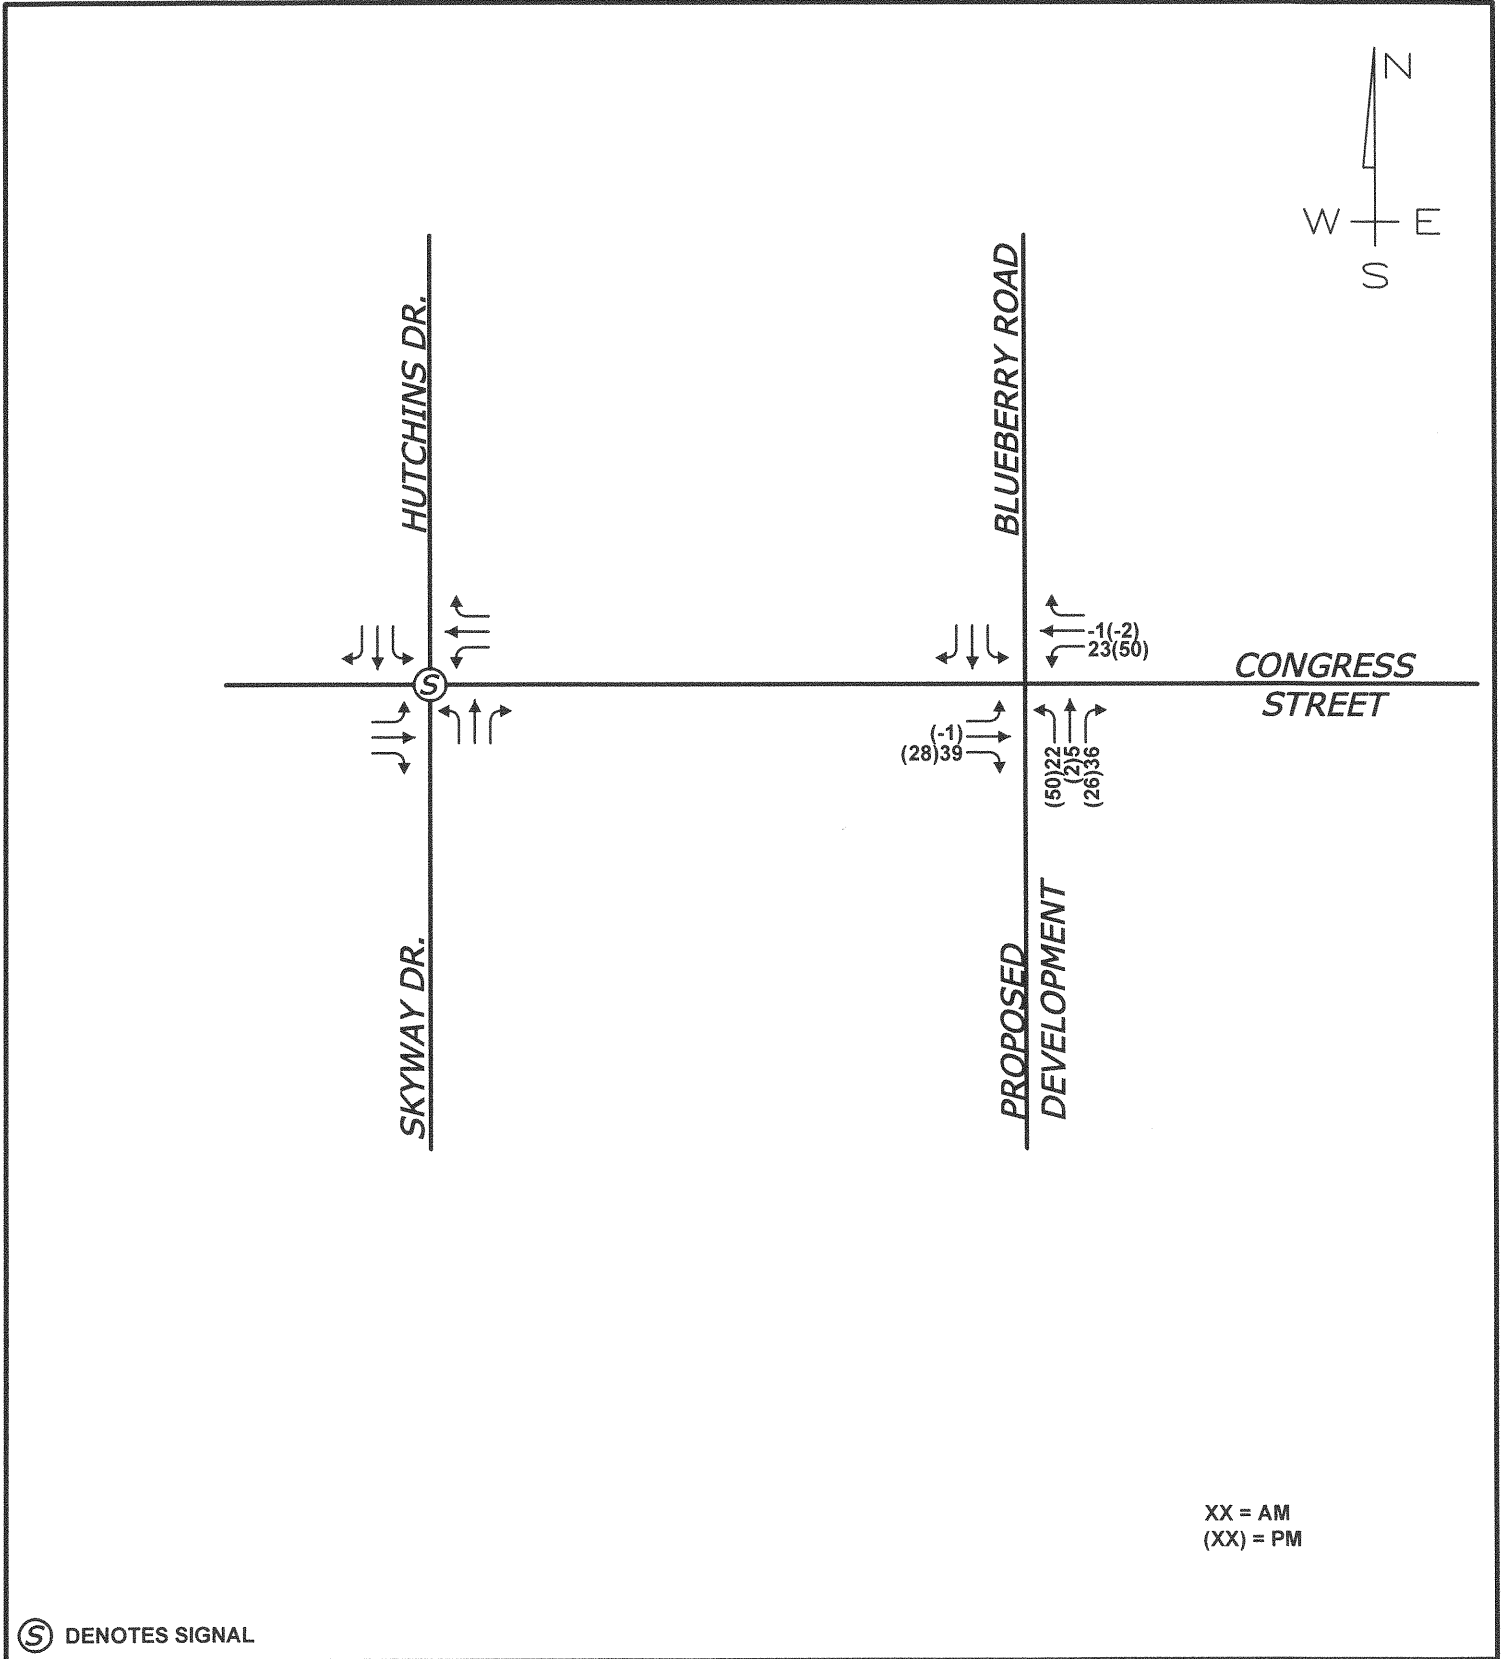 N
W E
S
HUTCHINS DR.
BLUEBERRY ROAD
-1(-2)
23(50)
CONGRESS
STREET
S
(-1)
(28)39
(50)22
(2)5
(26)36
SKYWAY DR.
PROPOSED
DEVELOPMENT
XX = AM
(XX) = PM
S DENOTES SIGNAL